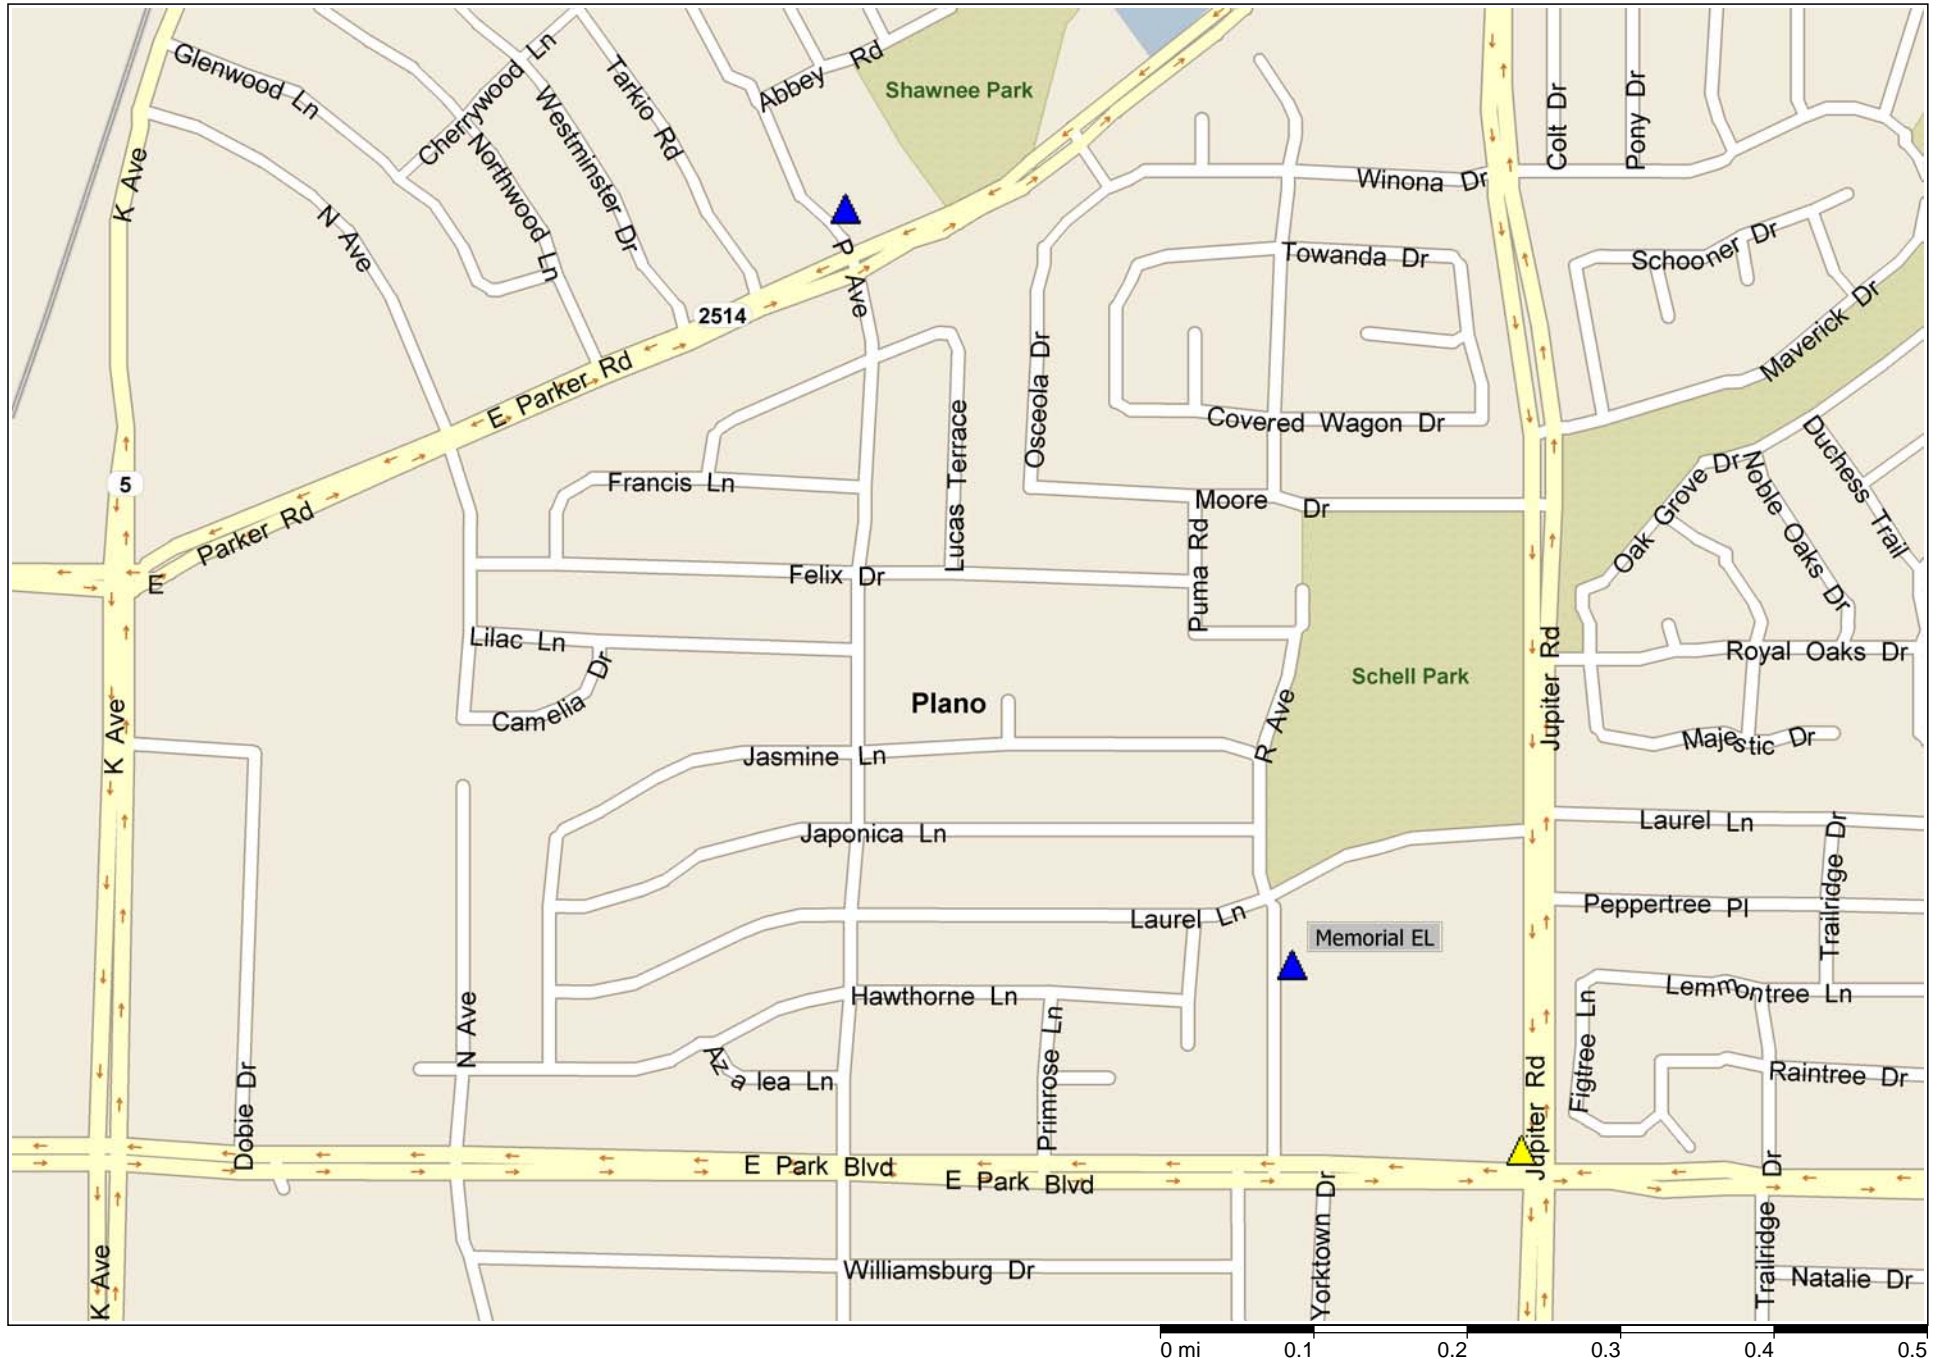 Glenwood Ln
Cherrywood Ln
Tarkio Rd
Abbey Rd
Shawnee Park
Colt Dr
Pony Dr
K Ave
N Ave
Northwood Ln
Westminster Dr
P Ave
Winona Dr
Towanda Dr
Schooner Dr
Maverick Dr
2514
E Parker Rd
Osceola Dr
Covered Wagon Dr
Lucas Terrace
Francis Ln
5
E Parker Rd
Moore Dr
Puma Rd
Felix Dr
Oak Grove Dr
Noble Oaks Dr
Duchess Trail
Lilac Ln
Camelia Dr
Plano
Schell Park
Jupiter Rd
Royal Oaks Dr
R Ave
Majestic Dr
K Ave
Jasmine Ln
Japonica Ln
Laurel Ln
Trailridge Dr
Laurel Ln
Peppertree Pl
Memorial EL
N Ave
Hawthorne Ln
Primrose Ln
Azalea Ln
Lemmontree Ln
Figtree Ln
Raintree Dr
Dobie Dr
Jupiter Rd
E Park Blvd
E Park Blvd
Yorktown Dr
Trailridge Dr
K Ave
Williamsburg Dr
Natalie Dr
0 mi 0.1 0.2 0.3 0.4 0.5